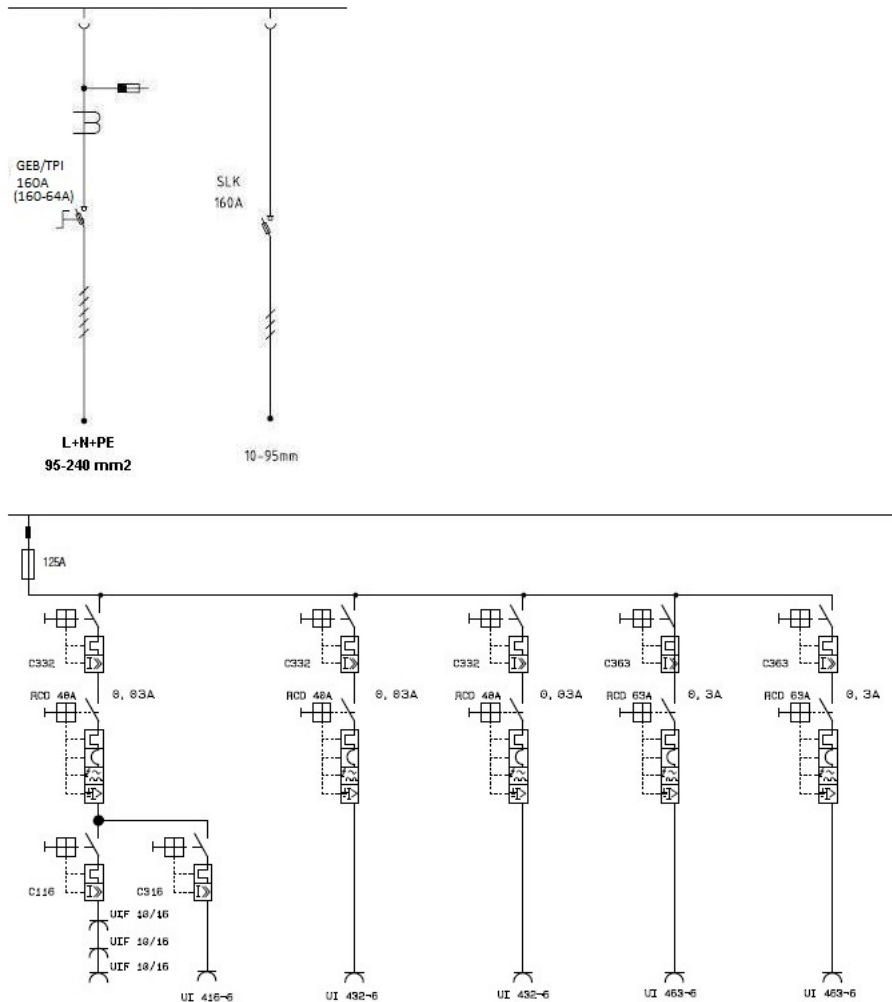 GEB/TPI
160A
(160-64A)
SLK
160A
L+N+PE
95-240 mm2
10-95mm
125A
C332
C332
C332
C363
C363
RCD 40A
0,03A
RCD 40A
0,03A
RCD 40A
0,03A
RCD 63A
0,3A
RCD 63A
0,3A
C116
C316
UIF 10/16
UIF 10/16
UIF 10/16
UI 416-6
UI 432-6
UI 432-6
UI 463-6
UI 463-6